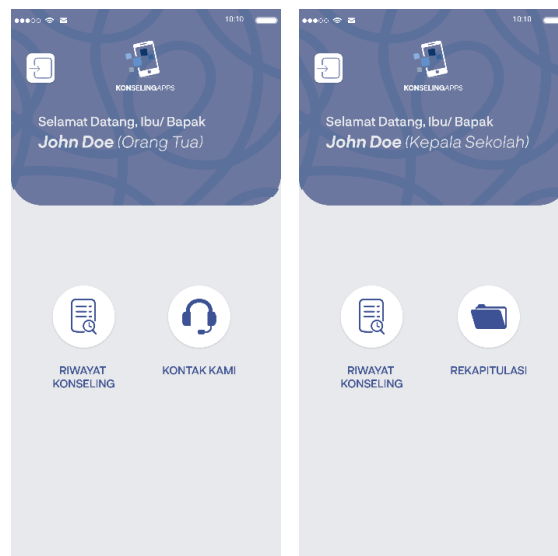 10:10
KONSELINGAPPS
Selamat Datang, Ibu/ Bapak
John Doe (Orang Tua)
RIWAYAT
KONSELING
KONTAK KAMI
10:10
KONSELINGAPPS
Selamat Datang, Ibu/ Bapak
John Doe (Kepala Sekolah)
RIWAYAT
KONSELING
REKAPITULASI